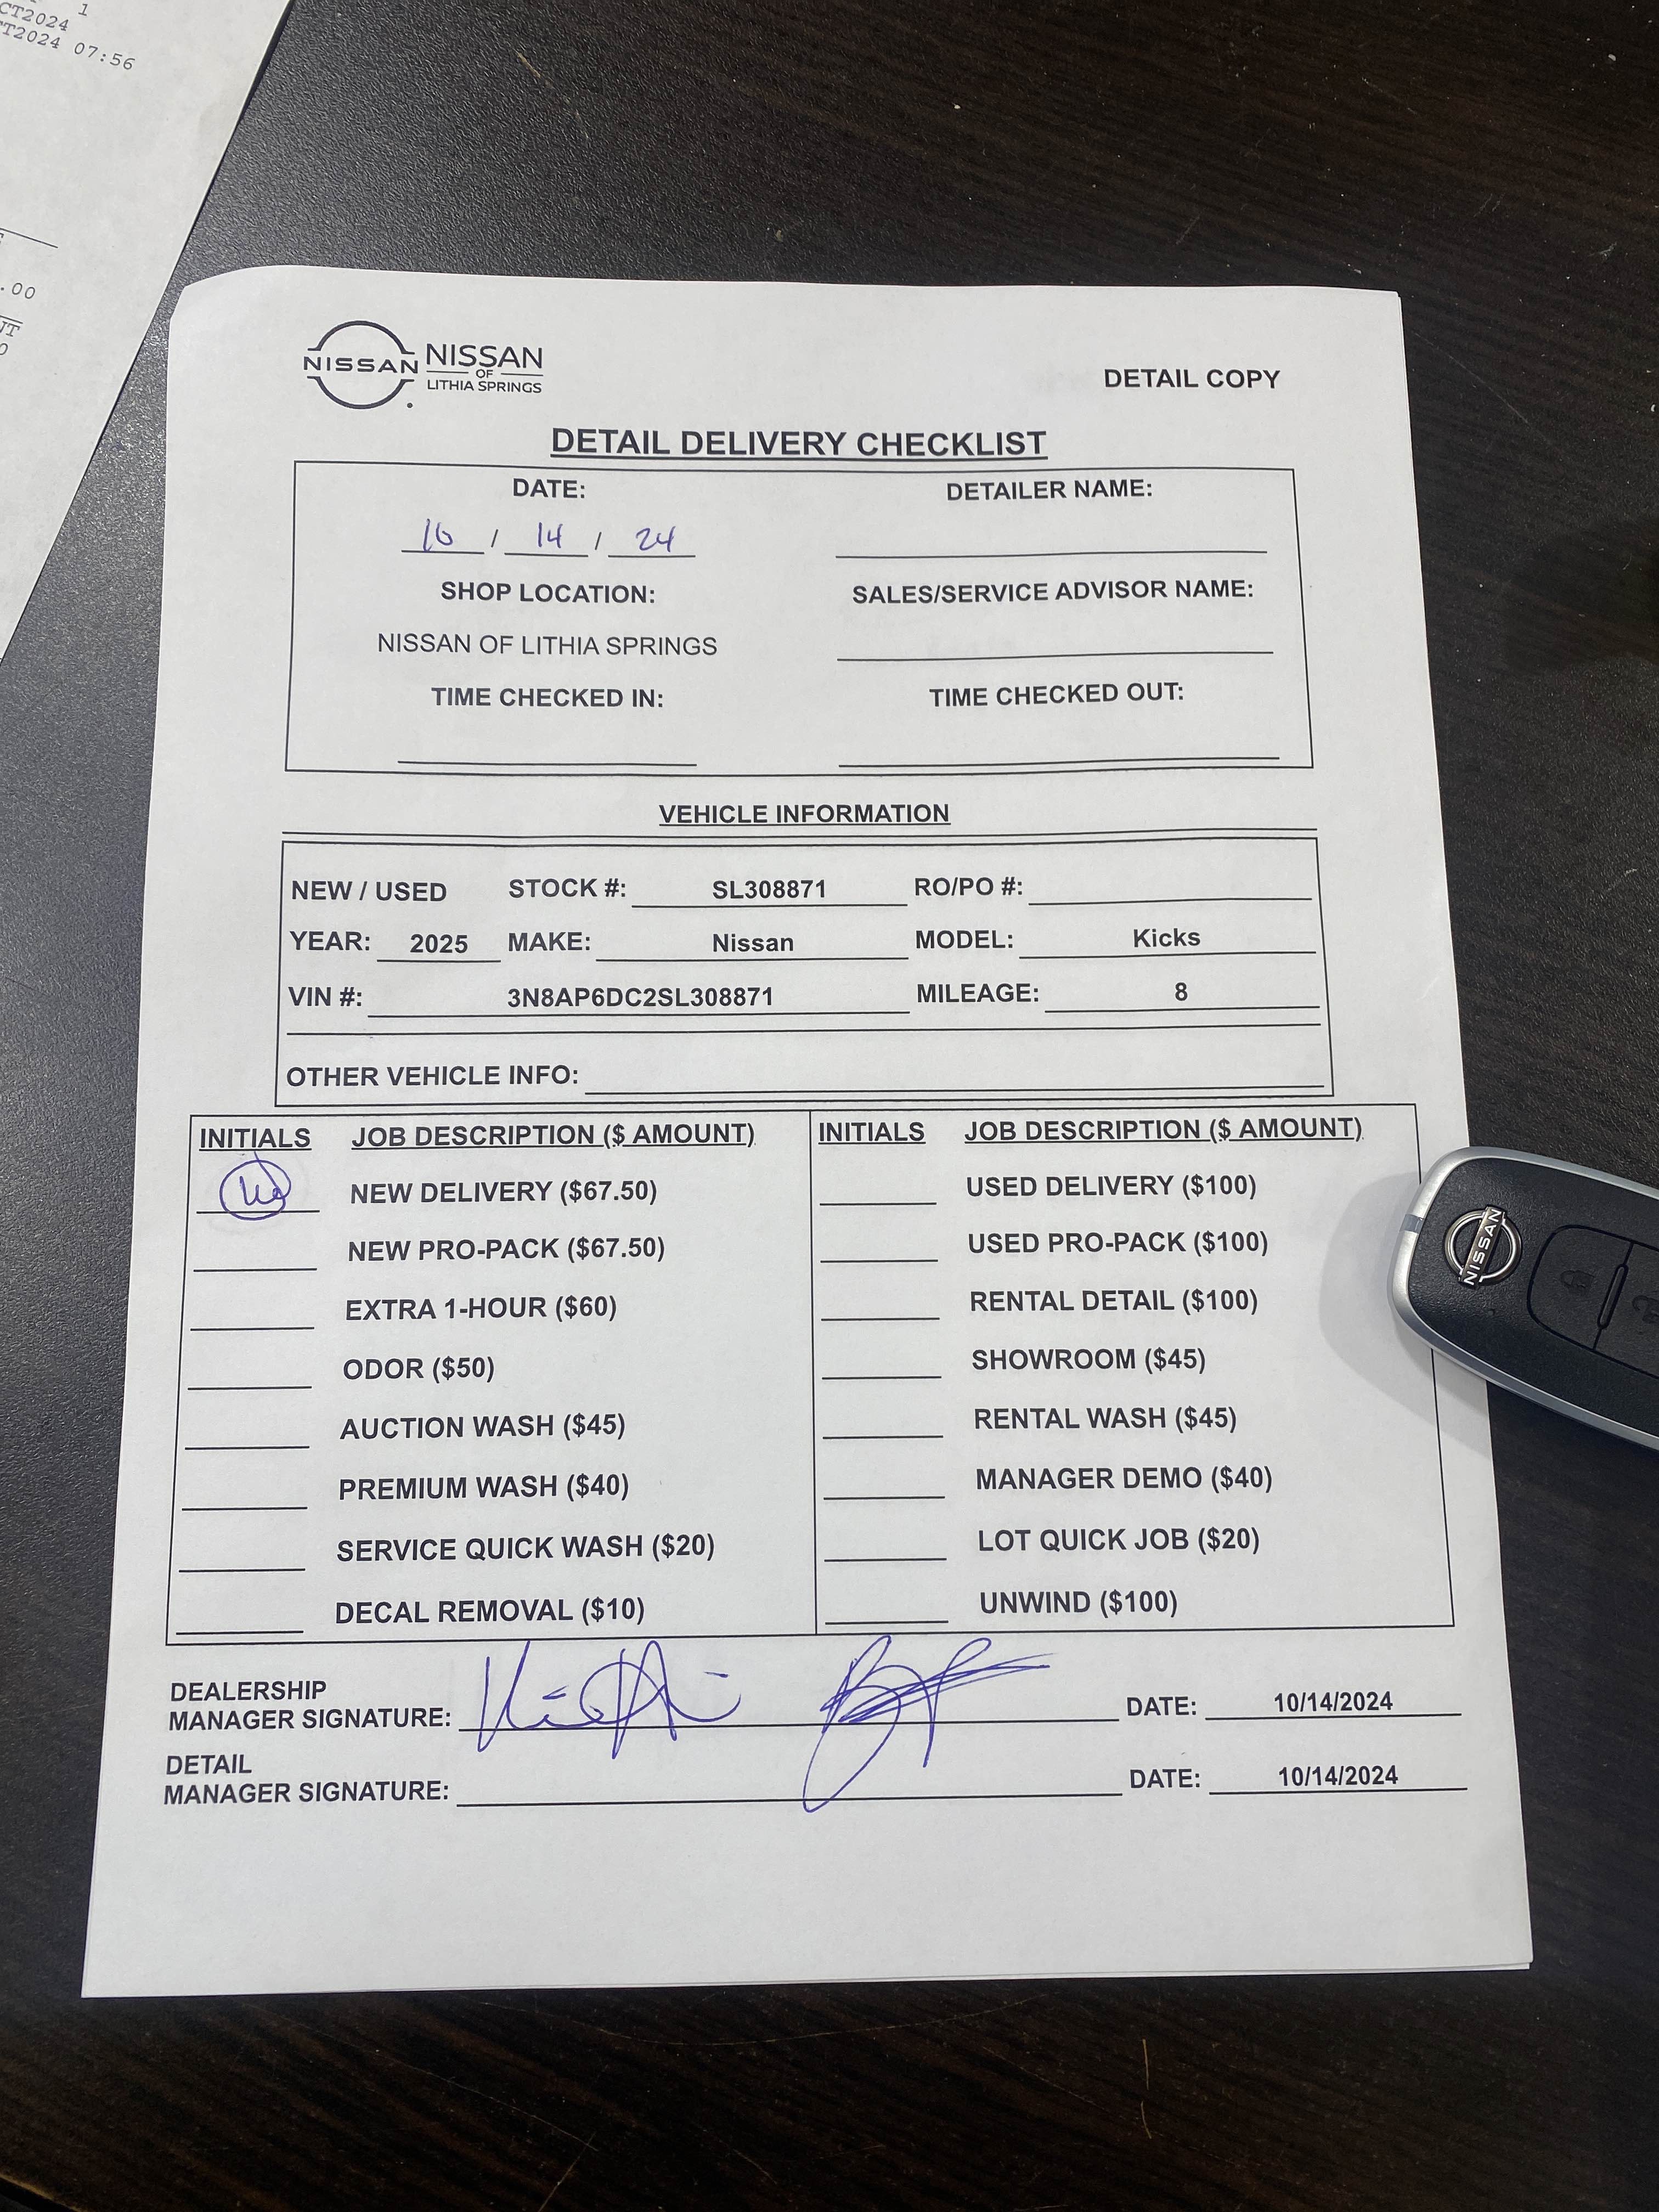 1
CT2024
CT2024 07:56
.00
NISSAN
NISSAN
OF
LITHIA SPRINGS
DETAIL COPY
DETAIL DELIVERY CHECKLIST
DATE: DETAILER NAME:
10 / 14 / 24
SHOP LOCATION: SALES/SERVICE ADVISOR NAME:
NISSAN OF LITHIA SPRINGS
TIME CHECKED IN: TIME CHECKED OUT:
VEHICLE INFORMATION
NEW / USED STOCK #: SL308871 RO/PO #:
YEAR: 2025 MAKE: Nissan MODEL: Kicks
VIN #: 3N8AP6DC2SL308871 MILEAGE: 8
OTHER VEHICLE INFO:
INITIALS JOB DESCRIPTION ($ AMOUNT) INITIALS JOB DESCRIPTION ($ AMOUNT)
NEW DELIVERY ($67.50) USED DELIVERY ($100)
NEW PRO-PACK ($67.50) USED PRO-PACK ($100)
EXTRA 1-HOUR ($60) RENTAL DETAIL ($100)
ODOR ($50) SHOWROOM ($45)
AUCTION WASH ($45) RENTAL WASH ($45)
PREMIUM WASH ($40) MANAGER DEMO ($40)
SERVICE QUICK WASH ($20) LOT QUICK JOB ($20)
DECAL REMOVAL ($10) UNWIND ($100)
DEALERSHIP
MANAGER SIGNATURE: DATE: 10/14/2024
DETAIL
MANAGER SIGNATURE: DATE: 10/14/2024
NISSAN